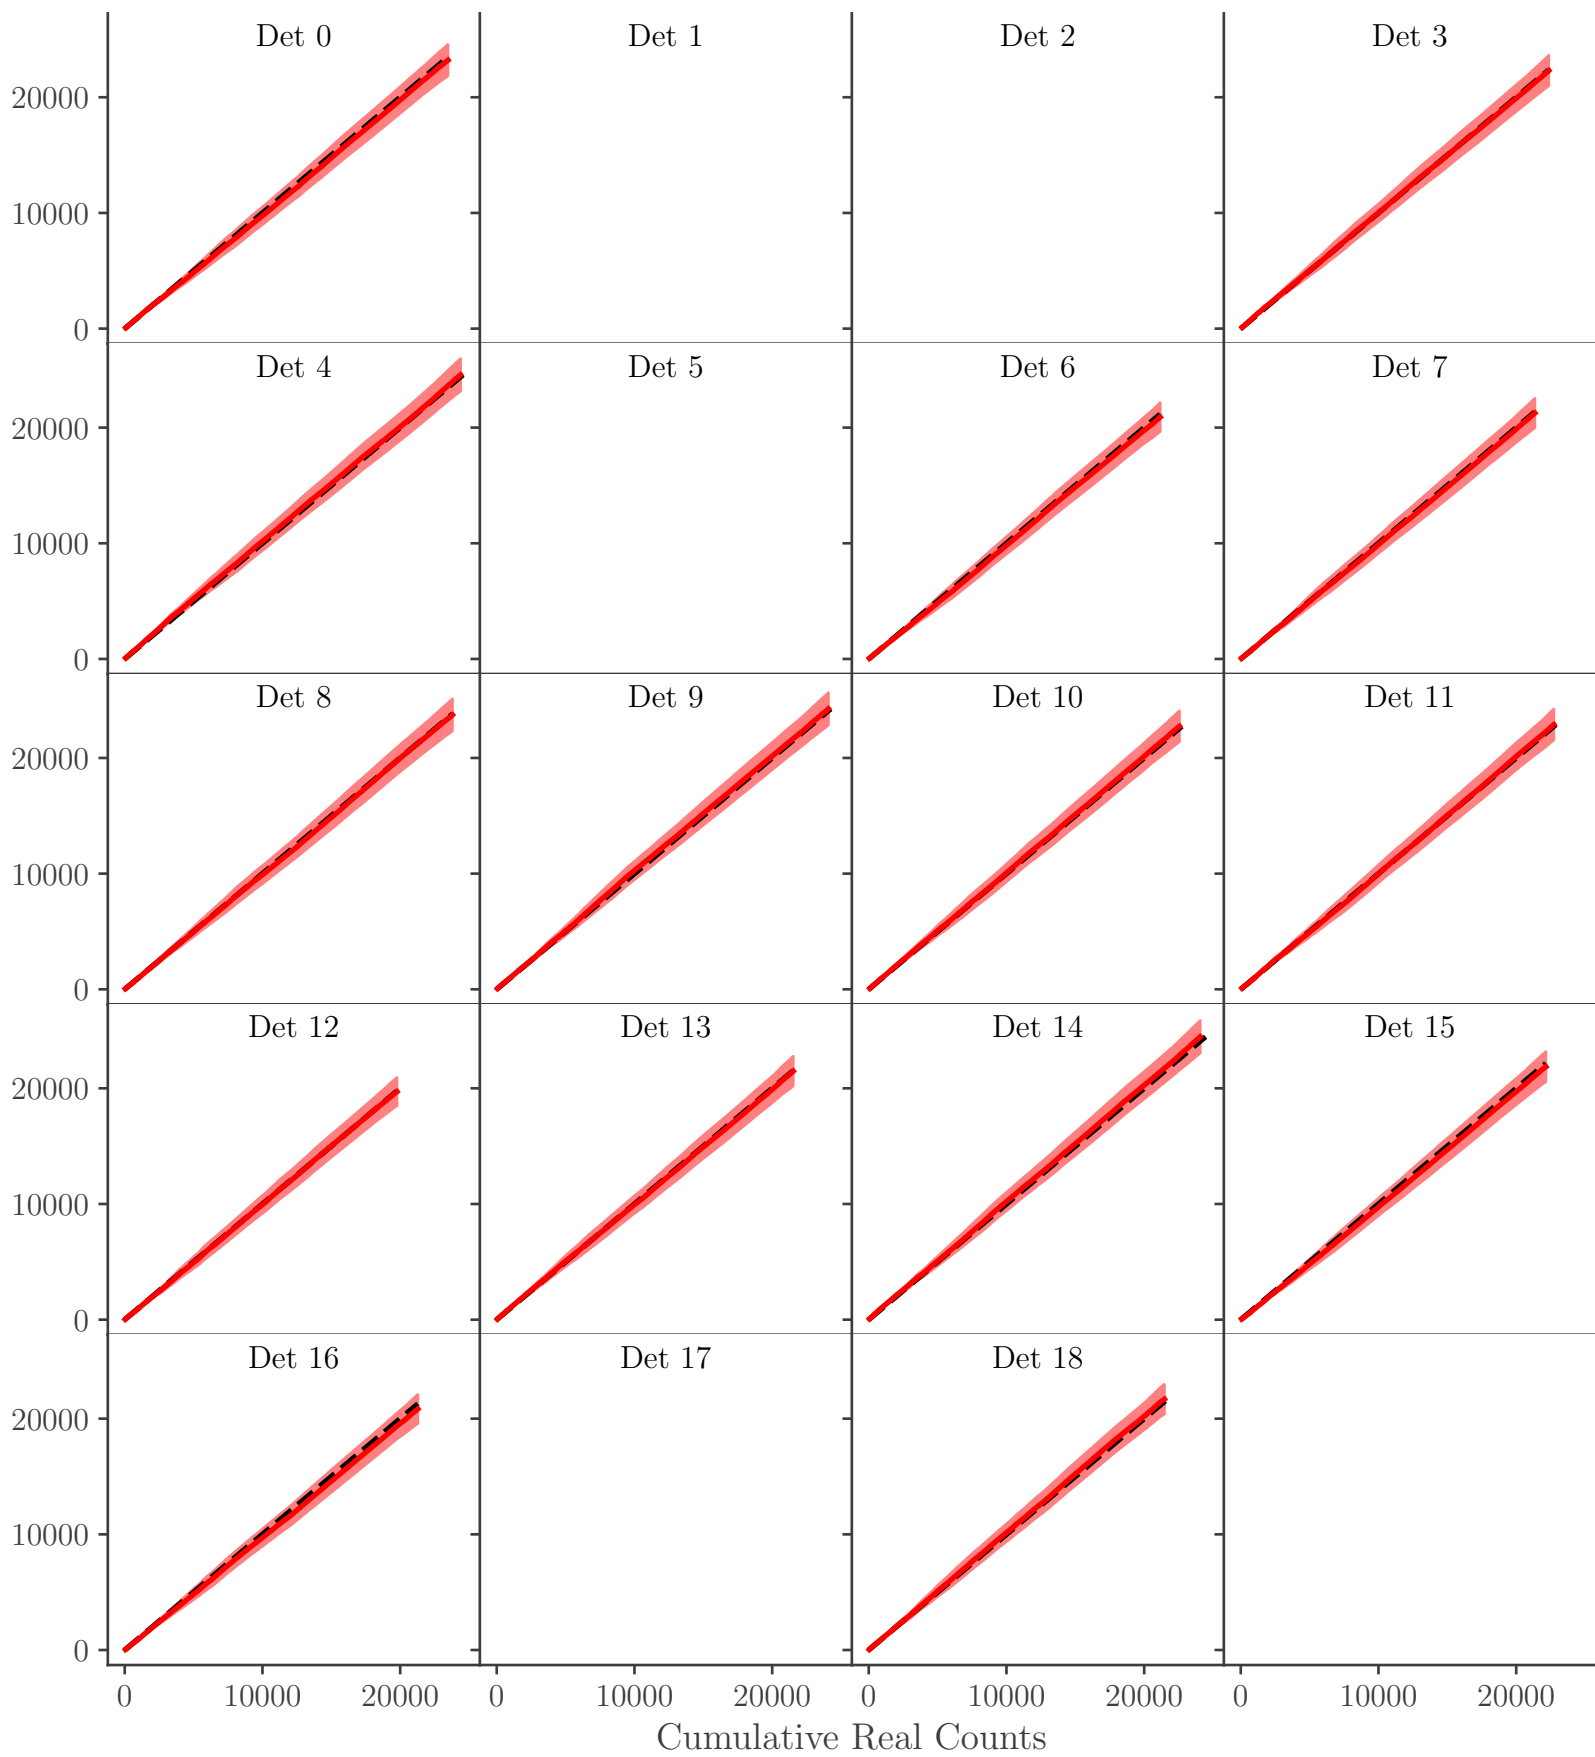 Det 0 Det 1 Det 2 Det 3
20000
10000
0
Det 4 Det 5 Det 6 Det 7
20000
10000
0
Det 8 Det 9 Det 10 Det 11
20000
10000
0
Det 12 Det 13 Det 14 Det 15
20000
10000
0
Det 16 Det 17 Det 18
20000
10000
0
0 10000 20000 0 10000 20000 0 10000 20000 0 10000 20000
Cumulative Real Counts